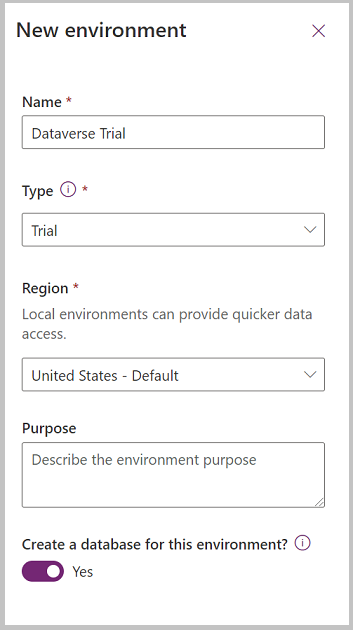 New environment
Name *
Dataverse Trial
Type *
Trial
Region *
Local environments can provide quicker data
access.
United States - Default
Purpose
Describe the environment purpose
Create a database for this environment?
Yes